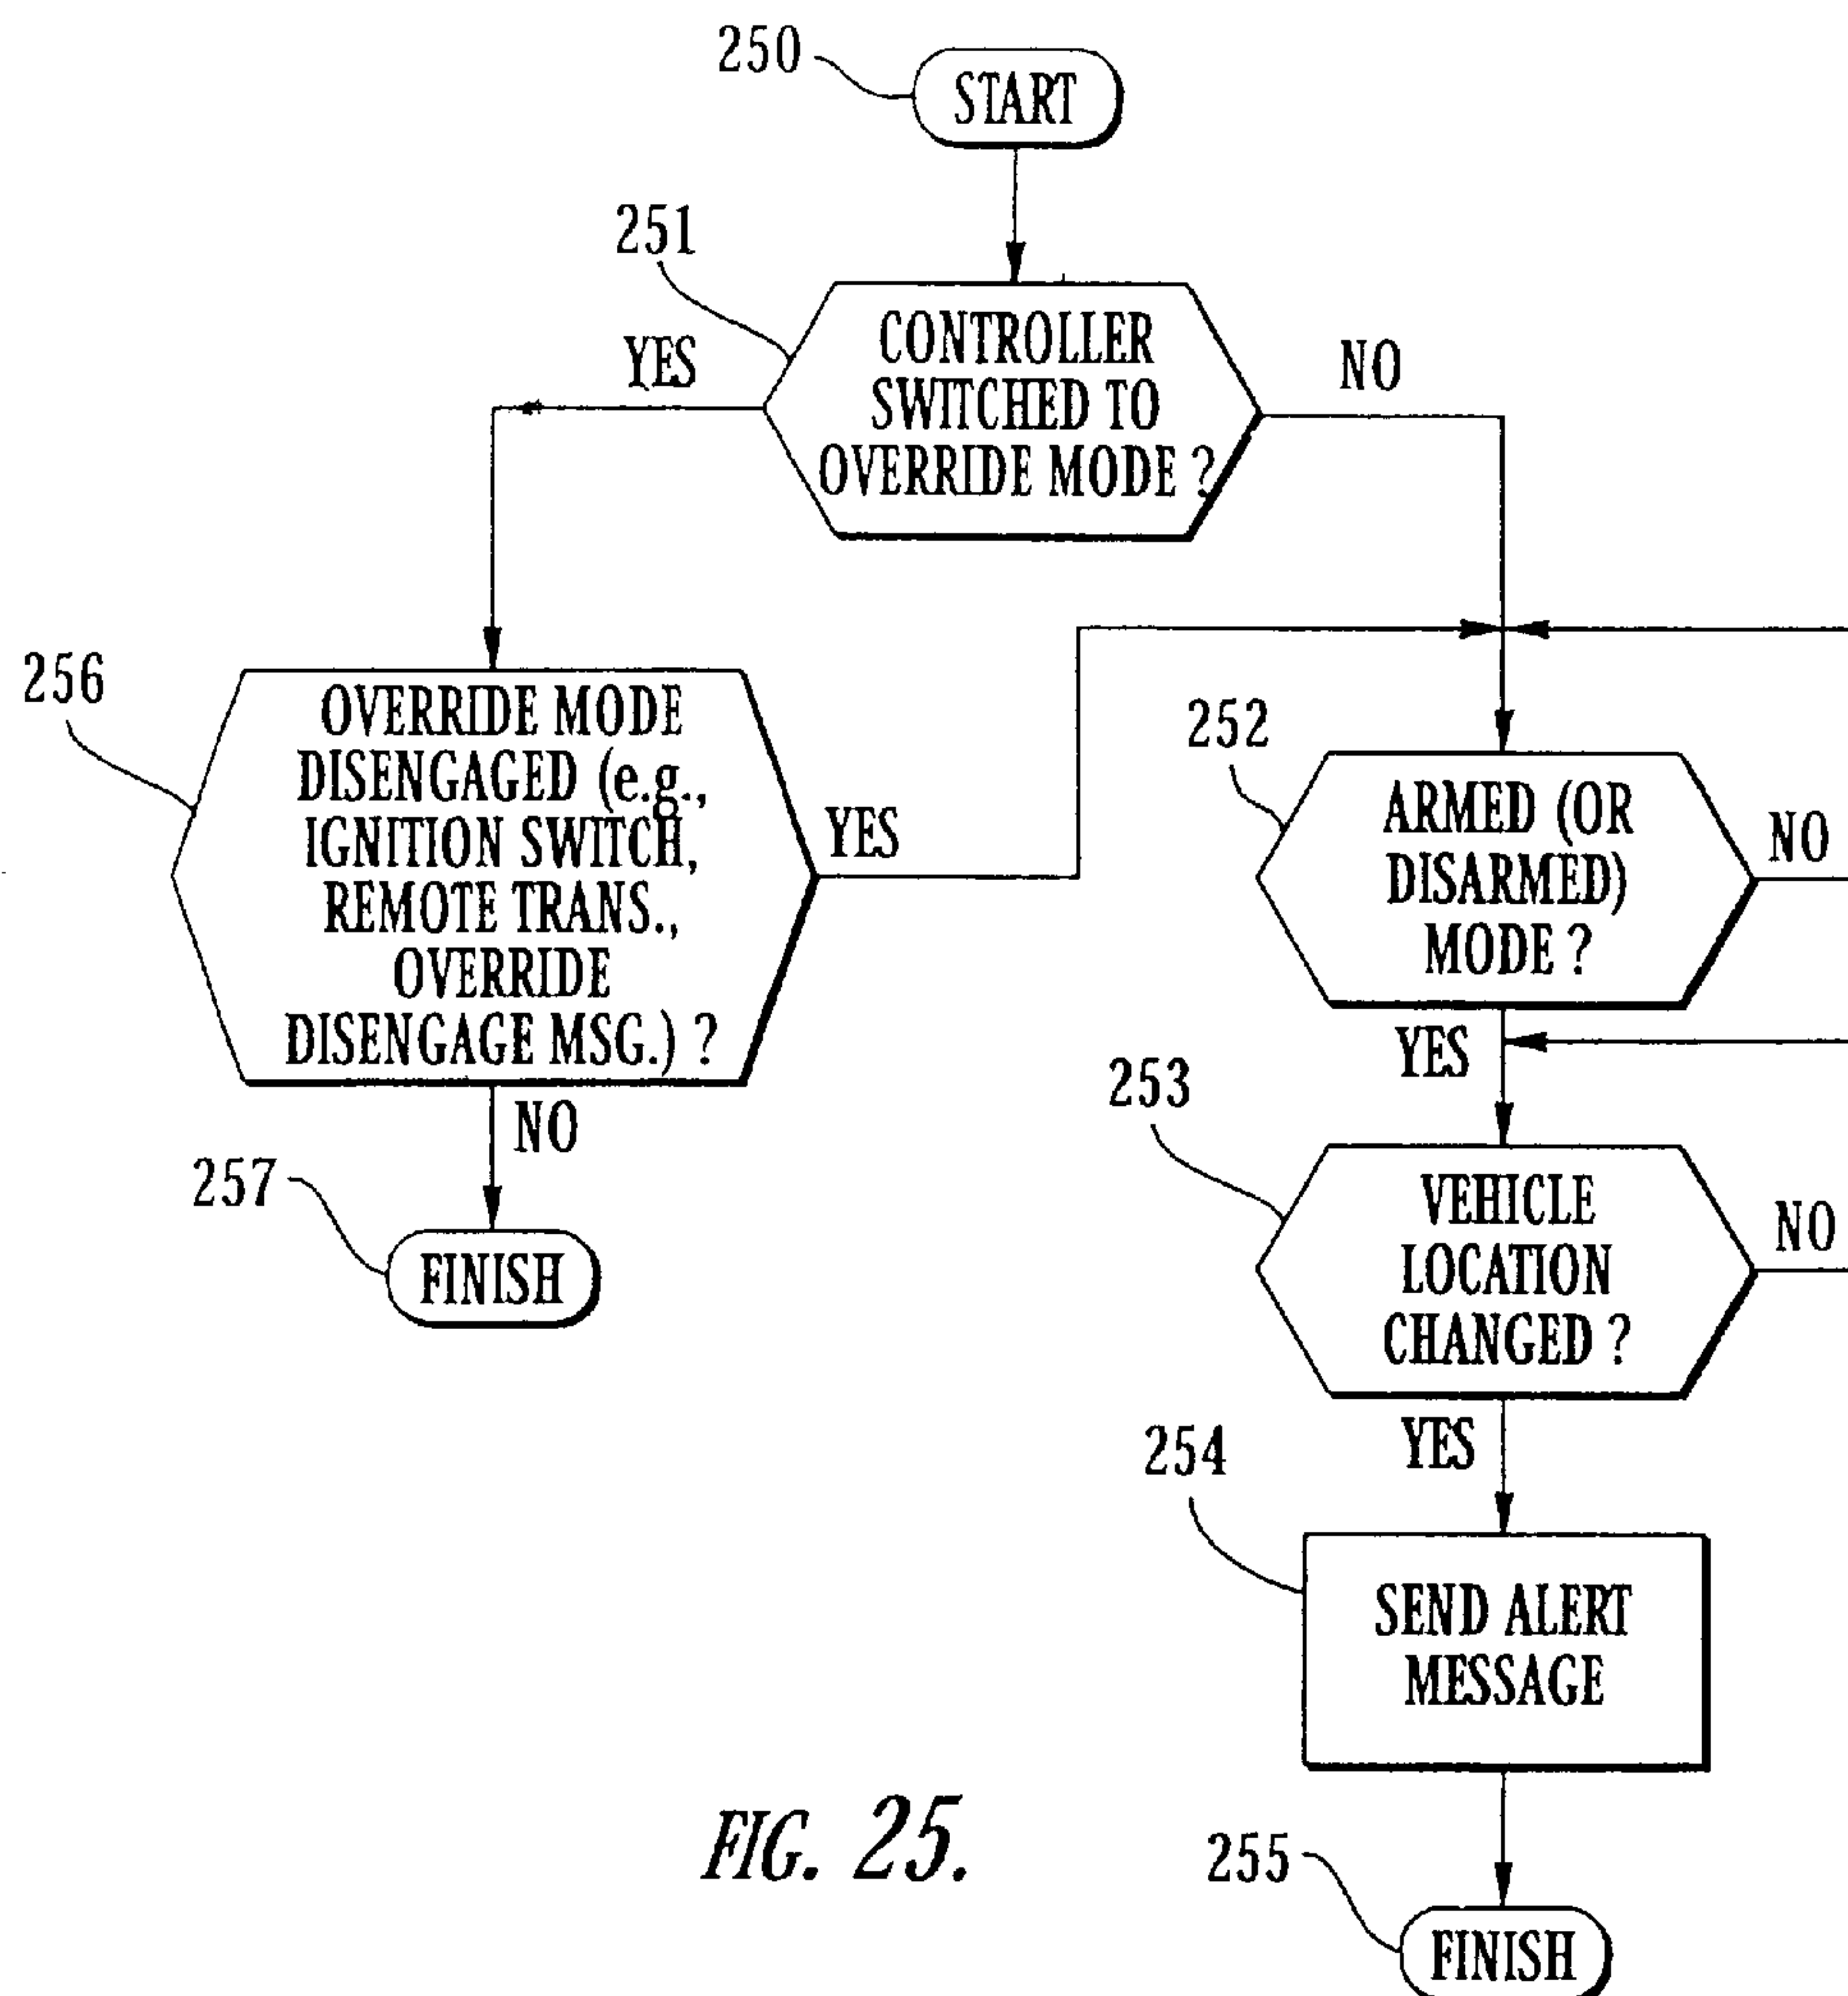 250
START
251
YES
CONTROLLER
SWITCHED TO
OVERRIDE MODE ?
NO
256
OVERRIDE MODE
DISENGAGED (e.g.,
IGNITION SWITCH,
REMOTE TRANS.,
OVERRIDE
DISENGAGE MSG.) ?
YES
NO
257
FINISH
252
ARMED (OR
DISARMED)
MODE ?
NO
YES
253
VEHICLE
LOCATION
CHANGED ?
NO
YES
254
SEND ALERT
MESSAGE
255
FINISH
FIG. 25.